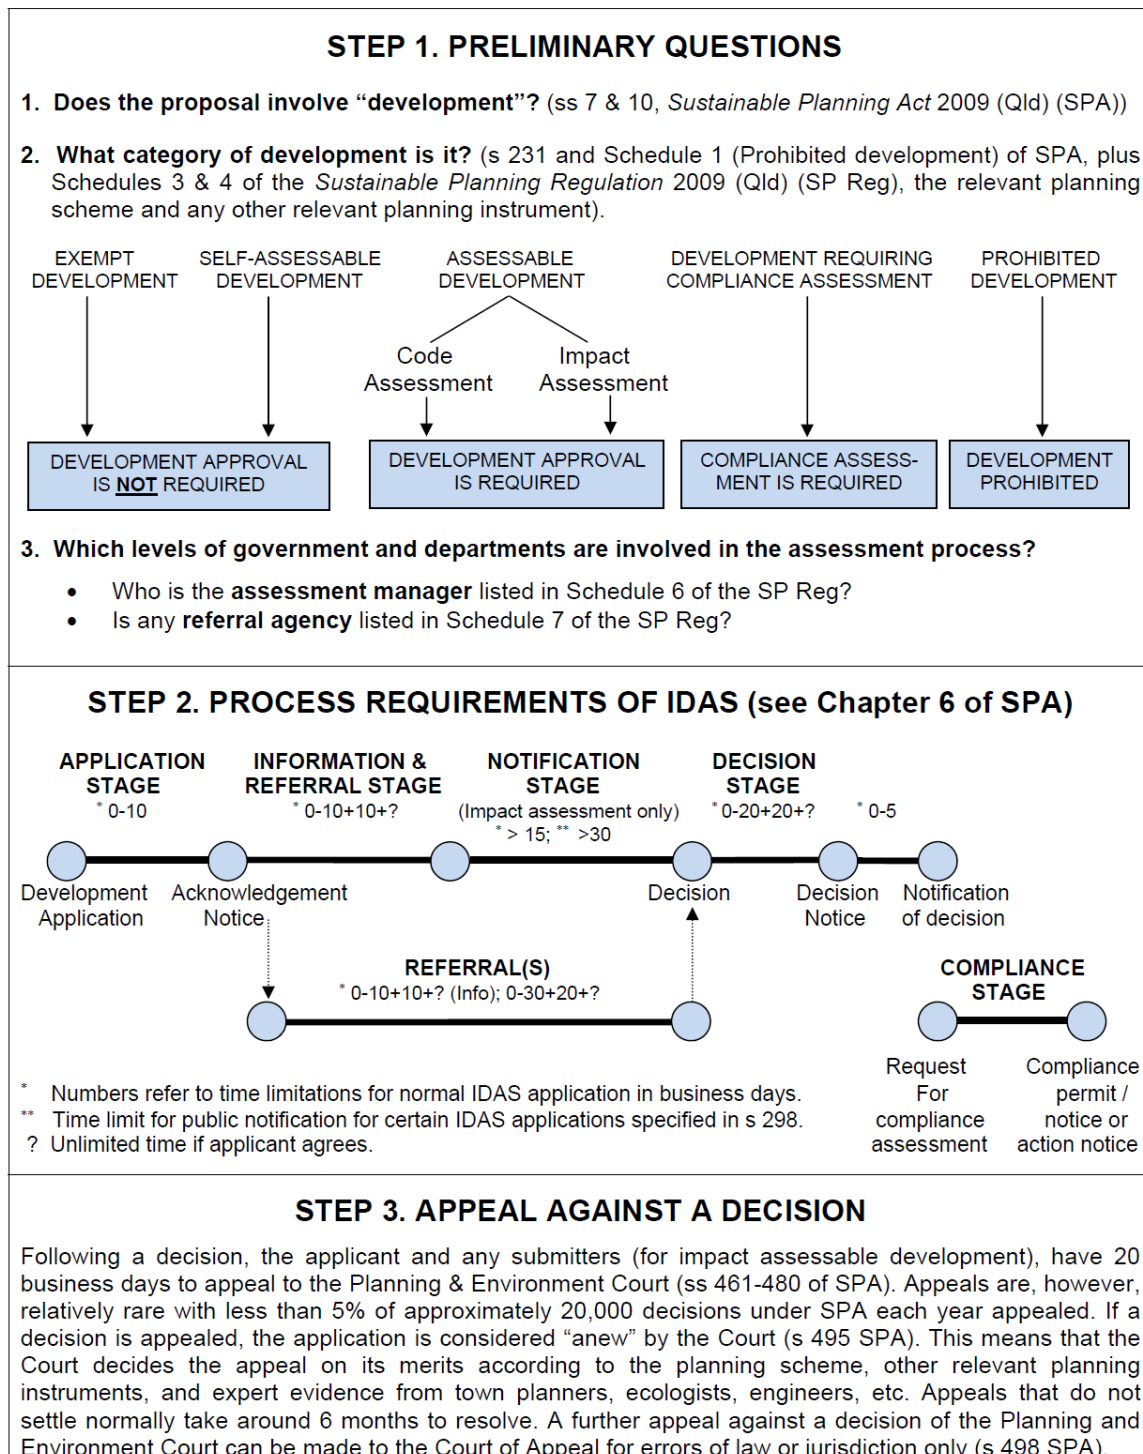 STEP 1. PRELIMINARY QUESTIONS
1. Does the proposal involve “development”? (ss 7 & 10, Sustainable Planning Act 2009 (Qld) (SPA))
2. What category of development is it? (s 231 and Schedule 1 (Prohibited development) of SPA, plus
Schedules 3 & 4 of the Sustainable Planning Regulation 2009 (Qld) (SP Reg), the relevant planning
scheme and any other relevant planning instrument).
EXEMPT
DEVELOPMENT
SELF-ASSESSABLE
DEVELOPMENT
ASSESSABLE
DEVELOPMENT
DEVELOPMENT REQUIRING
COMPLIANCE ASSESSMENT
PROHIBITED
DEVELOPMENT
Code
Assessment
Impact
Assessment
DEVELOPMENT APPROVAL
IS NOT REQUIRED
DEVELOPMENT APPROVAL
IS REQUIRED
COMPLIANCE ASSESS-
MENT IS REQUIRED
DEVELOPMENT
PROHIBITED
3. Which levels of government and departments are involved in the assessment process?
• Who is the assessment manager listed in Schedule 6 of the SP Reg?
• Is any referral agency listed in Schedule 7 of the SP Reg?
STEP 2. PROCESS REQUIREMENTS OF IDAS (see Chapter 6 of SPA)
APPLICATION
STAGE
* 0-10
INFORMATION &
REFERRAL STAGE
* 0-10+10+?
NOTIFICATION
STAGE
(Impact assessment only)
* > 15; ** >30
DECISION
STAGE
* 0-20+20+?
* 0-5
Development
Application
Acknowledgement
Notice
Decision
Decision
Notice
Notification
of decision
REFERRAL(S)
* 0-10+10+? (Info); 0-30+20+?
COMPLIANCE
STAGE
Request
For
compliance
assessment
Compliance
permit /
notice or
action notice
* Numbers refer to time limitations for normal IDAS application in business days.
** Time limit for public notification for certain IDAS applications specified in s 298.
? Unlimited time if applicant agrees.
STEP 3. APPEAL AGAINST A DECISION
Following a decision, the applicant and any submitters (for impact assessable development), have 20
business days to appeal to the Planning & Environment Court (ss 461-480 of SPA). Appeals are, however,
relatively rare with less than 5% of approximately 20,000 decisions under SPA each year appealed. If a
decision is appealed, the application is considered “anew” by the Court (s 495 SPA). This means that the
Court decides the appeal on its merits according to the planning scheme, other relevant planning
instruments, and expert evidence from town planners, ecologists, engineers, etc. Appeals that do not
settle normally take around 6 months to resolve. A further appeal against a decision of the Planning and
Environment Court can be made to the Court of Appeal for errors of law or jurisdiction only (s 498 SPA).